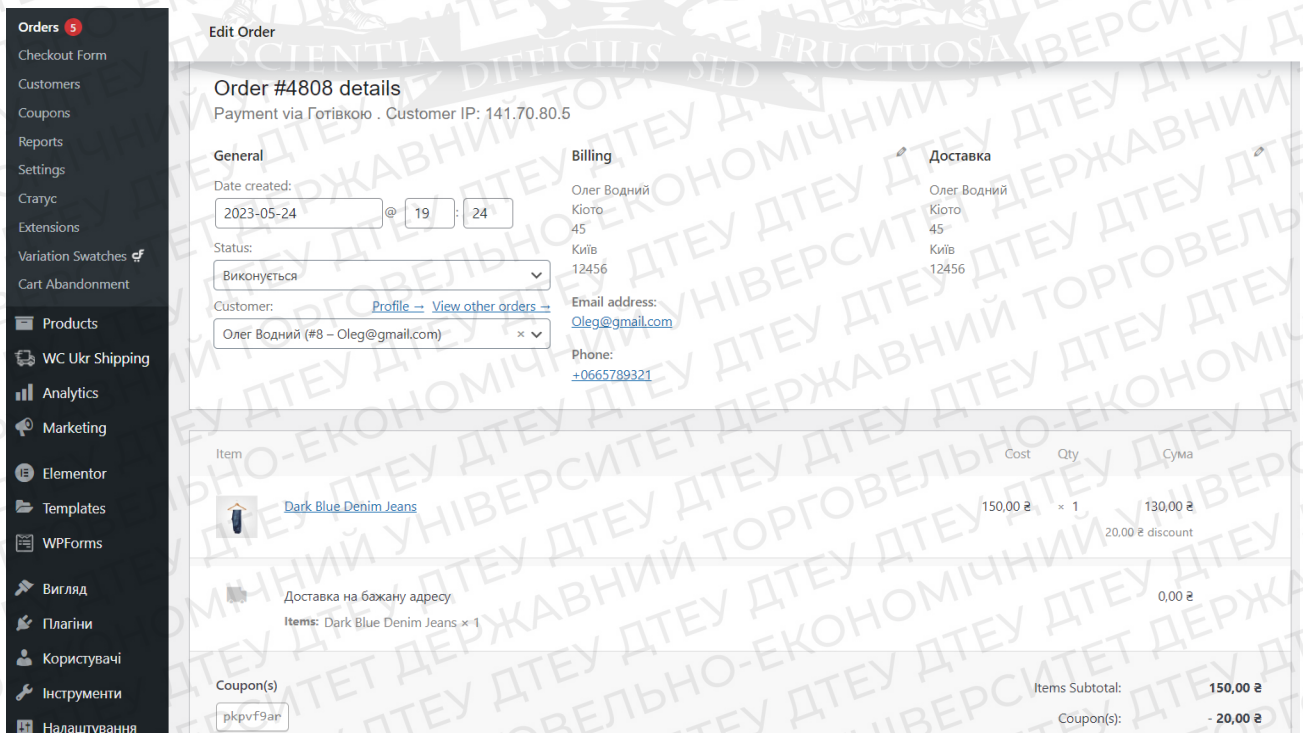 Orders 5
Checkout Form
Customers
Coupons
Reports
Settings
Статус
Extensions
Variation Swatches
Cart Abandonment
Products
WC Ukr Shipping
Analytics
Marketing
Elementor
Templates
WPForms
Вигляд
Плагіни
Користувачі
Інструменти
Налаштування
Edit Order
SCIENTIA DIFFICILIS SED FRUCTUOSA
Order #4808 details
Payment via Готівкою . Customer IP: 141.70.80.5
General
Date created:
2023-05-24 @ 19 : 24
Status:
Виконується
Customer: Profile → View other orders →
Олег Водний (#8 – Oleg@gmail.com) ×
Billing
Олег Водний
Кіото
45
Київ
12456
Email address:
Oleg@gmail.com
Phone:
+0665789321
Доставка
Олег Водний
Кіото
45
Київ
12456
Item Cost Qty Сума
Dark Blue Denim Jeans 150,00 ₴ × 1 130,00 ₴
20,00 ₴ discount
Доставка на бажану адресу 0,00 ₴
Items: Dark Blue Denim Jeans × 1
Coupon(s)
pkpvf9ar
Items Subtotal: 150,00 ₴
Coupon(s): - 20,00 ₴